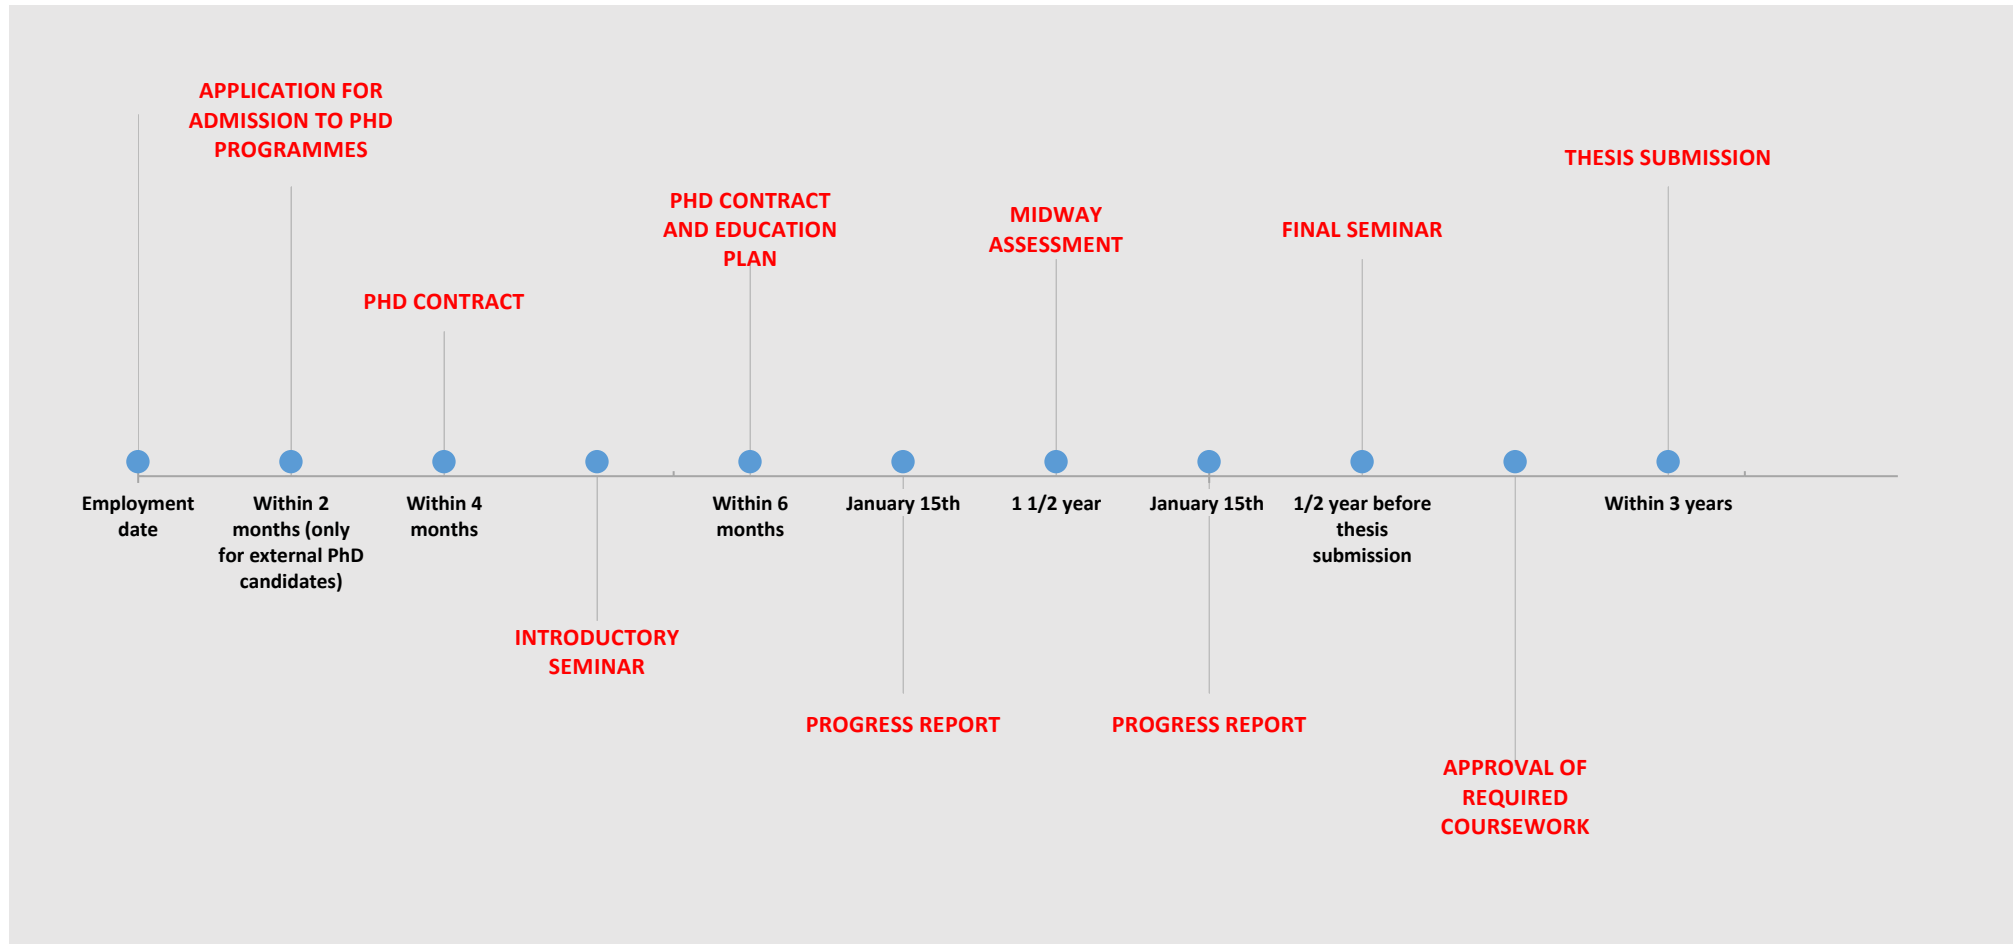 APPLICATION FOR
ADMISSION TO PHD
PROGRAMMES
PHD CONTRACT
PHD CONTRACT
AND EDUCATION
PLAN
MIDWAY
ASSESSMENT
FINAL SEMINAR
THESIS SUBMISSION
Employment
date
Within 2
months (only
for external PhD
candidates)
Within 4
months
Within 6
months
January 15th
1 1/2 year
January 15th
1/2 year before
thesis
submission
Within 3 years
INTRODUCTORY
SEMINAR
PROGRESS REPORT
PROGRESS REPORT
APPROVAL OF
REQUIRED
COURSEWORK